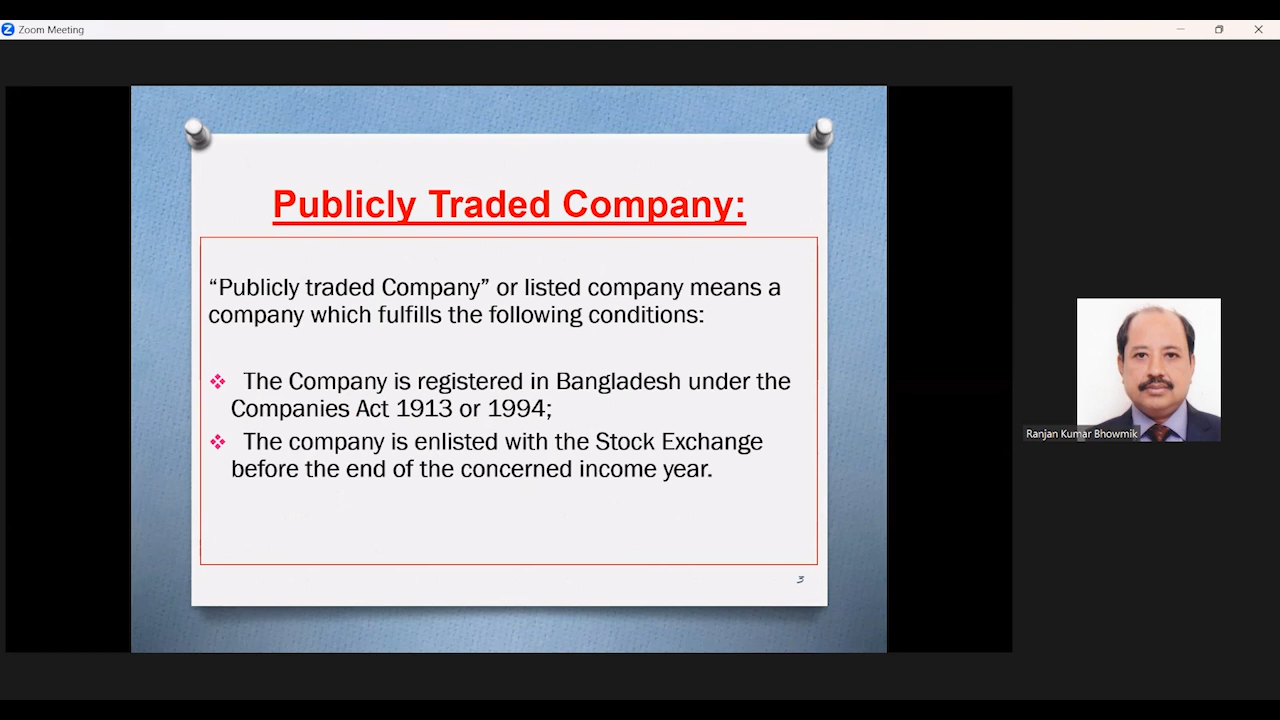 Zoom Meeting
Publicly Traded Company:
“Publicly traded Company” or listed company means a
company which fulfills the following conditions:
The Company is registered in Bangladesh under the
Companies Act 1913 or 1994;
The company is enlisted with the Stock Exchange
before the end of the concerned income year.
3
Ranjan Kumar Bhowmik